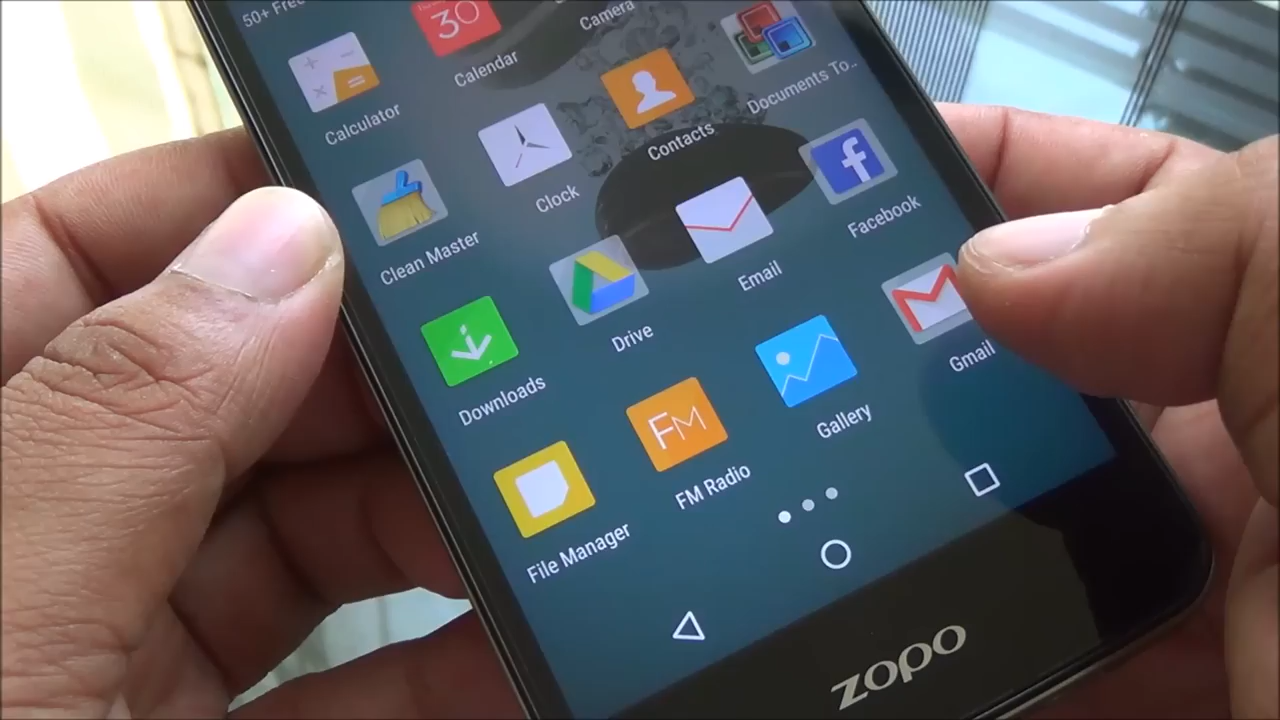 50+ Free
30
Calendar
Camera
Calculator
Clock
Contacts
Documents To..
Clean Master
Drive
Email
f
Facebook
Downloads
FM
FM Radio
Gallery
M
Gmail
File Manager
ZOPO